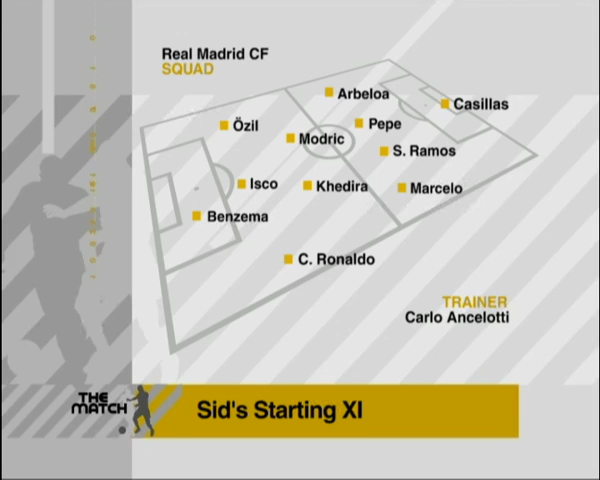 Real Madrid CF
SQUAD
Arbeloa
Casillas
Özil
Pepe
Modric
S. Ramos
Isco
Khedira
Marcelo
Benzema
C. Ronaldo
TRAINER
Carlo Ancelotti
THE
MATCH
Sid's Starting XI